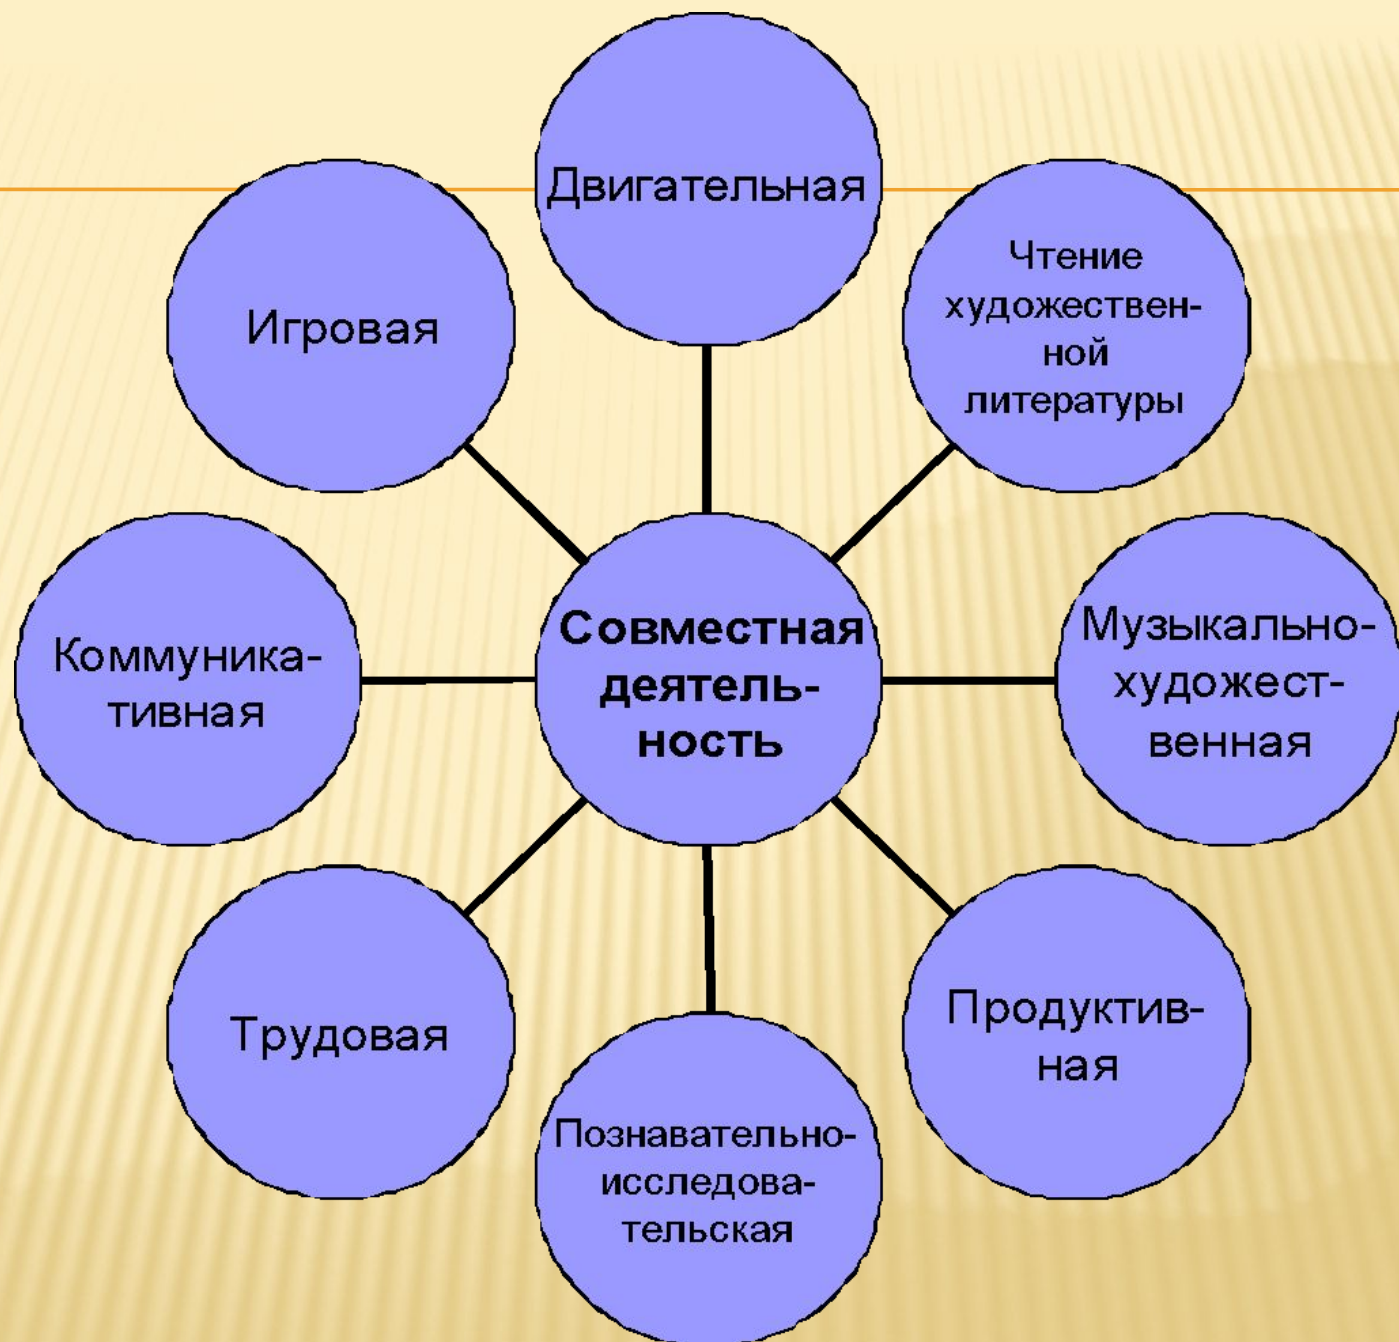 Двигательная
Чтение
художествен-
ной
литературы
Игровая
Совместная
деятель-
ность
Музыкально-
художест-
венная
Коммуника-
тивная
Продуктив-
ная
Трудовая
Познавательно-
исследова-
тельская